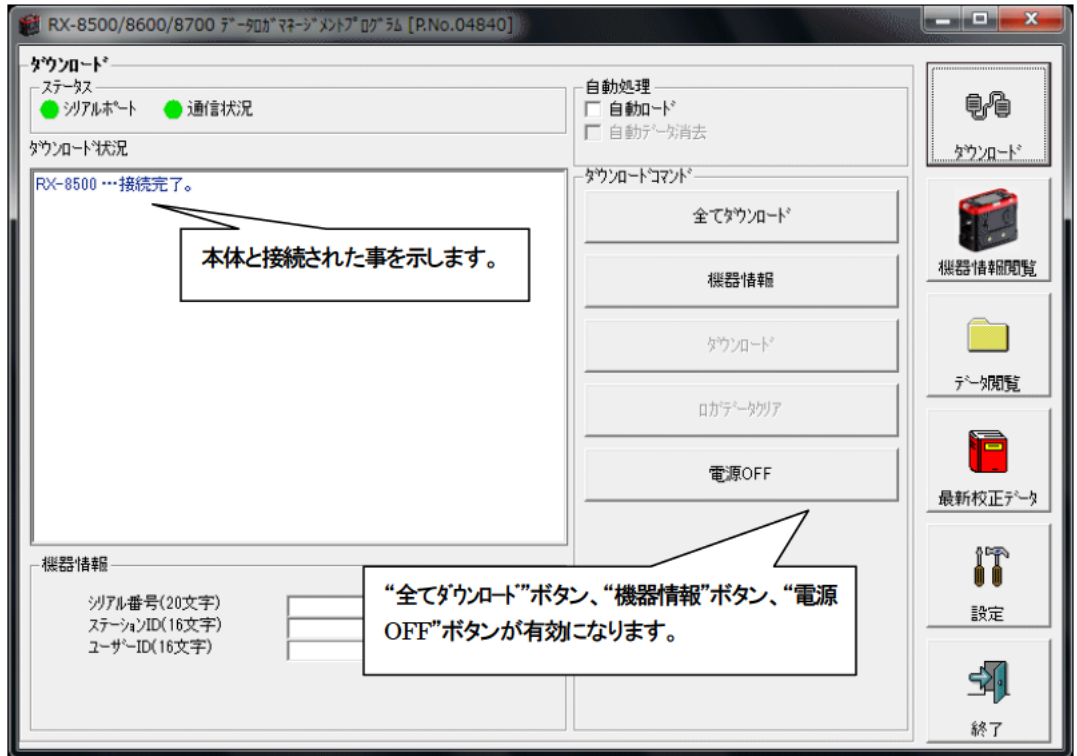 RX-8500/8600/8700 ﾃﾞｰﾀﾛｶﾞﾏﾈｰｼﾞﾒﾝﾄﾌﾟﾛｸﾞﾗﾑ [P.No.04840]
ﾀﾞｳﾝﾛｰﾄﾞ
ｽﾃｰﾀｽ
ｼﾘｱﾙﾎﾟｰﾄ
通信状況
ﾀﾞｳﾝﾛｰﾄﾞ状況
RX-8500 …接続完了。
本体と接続された事を示します。
自動処理
自動ﾛｰﾄﾞ
自動ﾃﾞｰﾀ消去
ﾀﾞｳﾝﾛｰﾄﾞｺﾏﾝﾄﾞ
全てﾀﾞｳﾝﾛｰﾄﾞ
機器情報
ﾀﾞｳﾝﾛｰﾄﾞ
ﾛｶﾞﾃﾞｰﾀｸﾘｱ
電源OFF
“全てﾀﾞｳﾝﾛｰﾄﾞ”ボタン、“機器情報”ボタン、“電源
OFF”ボタンが有効になります。
機器情報
ｼﾘｱﾙ番号(20文字)
ｽﾃｰｼｮﾝID(16文字)
ﾕｰｻﾞｰID(16文字)
ﾀﾞｳﾝﾛｰﾄﾞ
機器情報閲覧
ﾃﾞｰﾀ閲覧
最新校正ﾃﾞｰﾀ
設定
終了